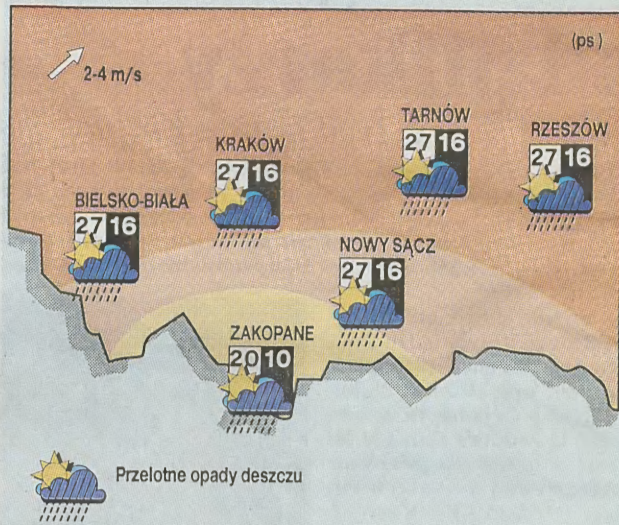 (ps)
2-4 m/s
TARNÓW
27 16
RZESZÓW
27 16
KRAKÓW
27 16
BIELSKO-BIAŁA
27 16
NOWY SĄCZ
27 16
ZAKOPANE
20 10
Przelotne opady deszczu